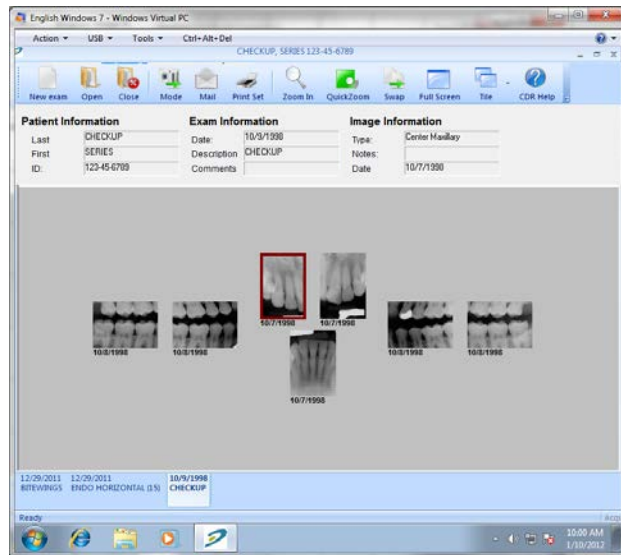 English Windows 7 - Windows Virtual PC
Action USB Tools Ctrl+Alt+Del
CHECKUP, SERIES 123-45-6789
New exam Open Close Mode Mail Print Set Zoom In QuickZoom Swap Full Screen Tile CDR Help
Patient Information Exam Information Image Information
Last CHECKUP Date: 10/9/1998 Type: Center Maxillary
First SERIES Description CHECKUP Notes:
ID: 123-45-6789 Comments Date 10/7/1998
10/7/1998 10/7/1998
10/8/1998 10/8/1998 10/8/1998 10/8/1998
10/7/1998
12/29/2011 12/29/2011 10/9/1998
BITEWINGS ENDO HORIZONTAL (15) CHECKUP
Ready
10:00 AM
1/10/2012